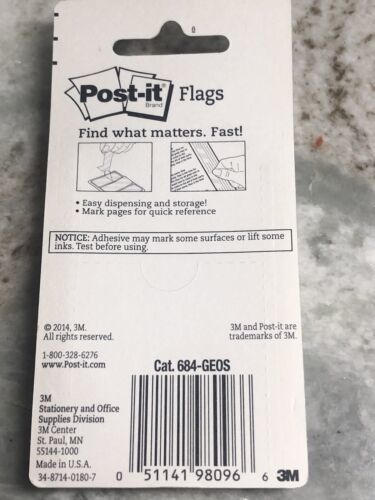 0
Post-it
Brand
Flags
Find what matters. Fast!
• Easy dispensing and storage!
• Mark pages for quick reference
NOTICE: Adhesive may mark some surfaces or lift some
inks. Test before using.
© 2014, 3M.
All rights reserved.
3M and Post-it are
trademarks of 3M.
1-800-328-6276
www.Post-it.com
Cat. 684-GEOS
3M
Stationery and Office
Supplies Division
3M Center
St. Paul, MN
55144-1000
Made in U.S.A.
34-8714-0180-7
0 51141 98096 6
3M